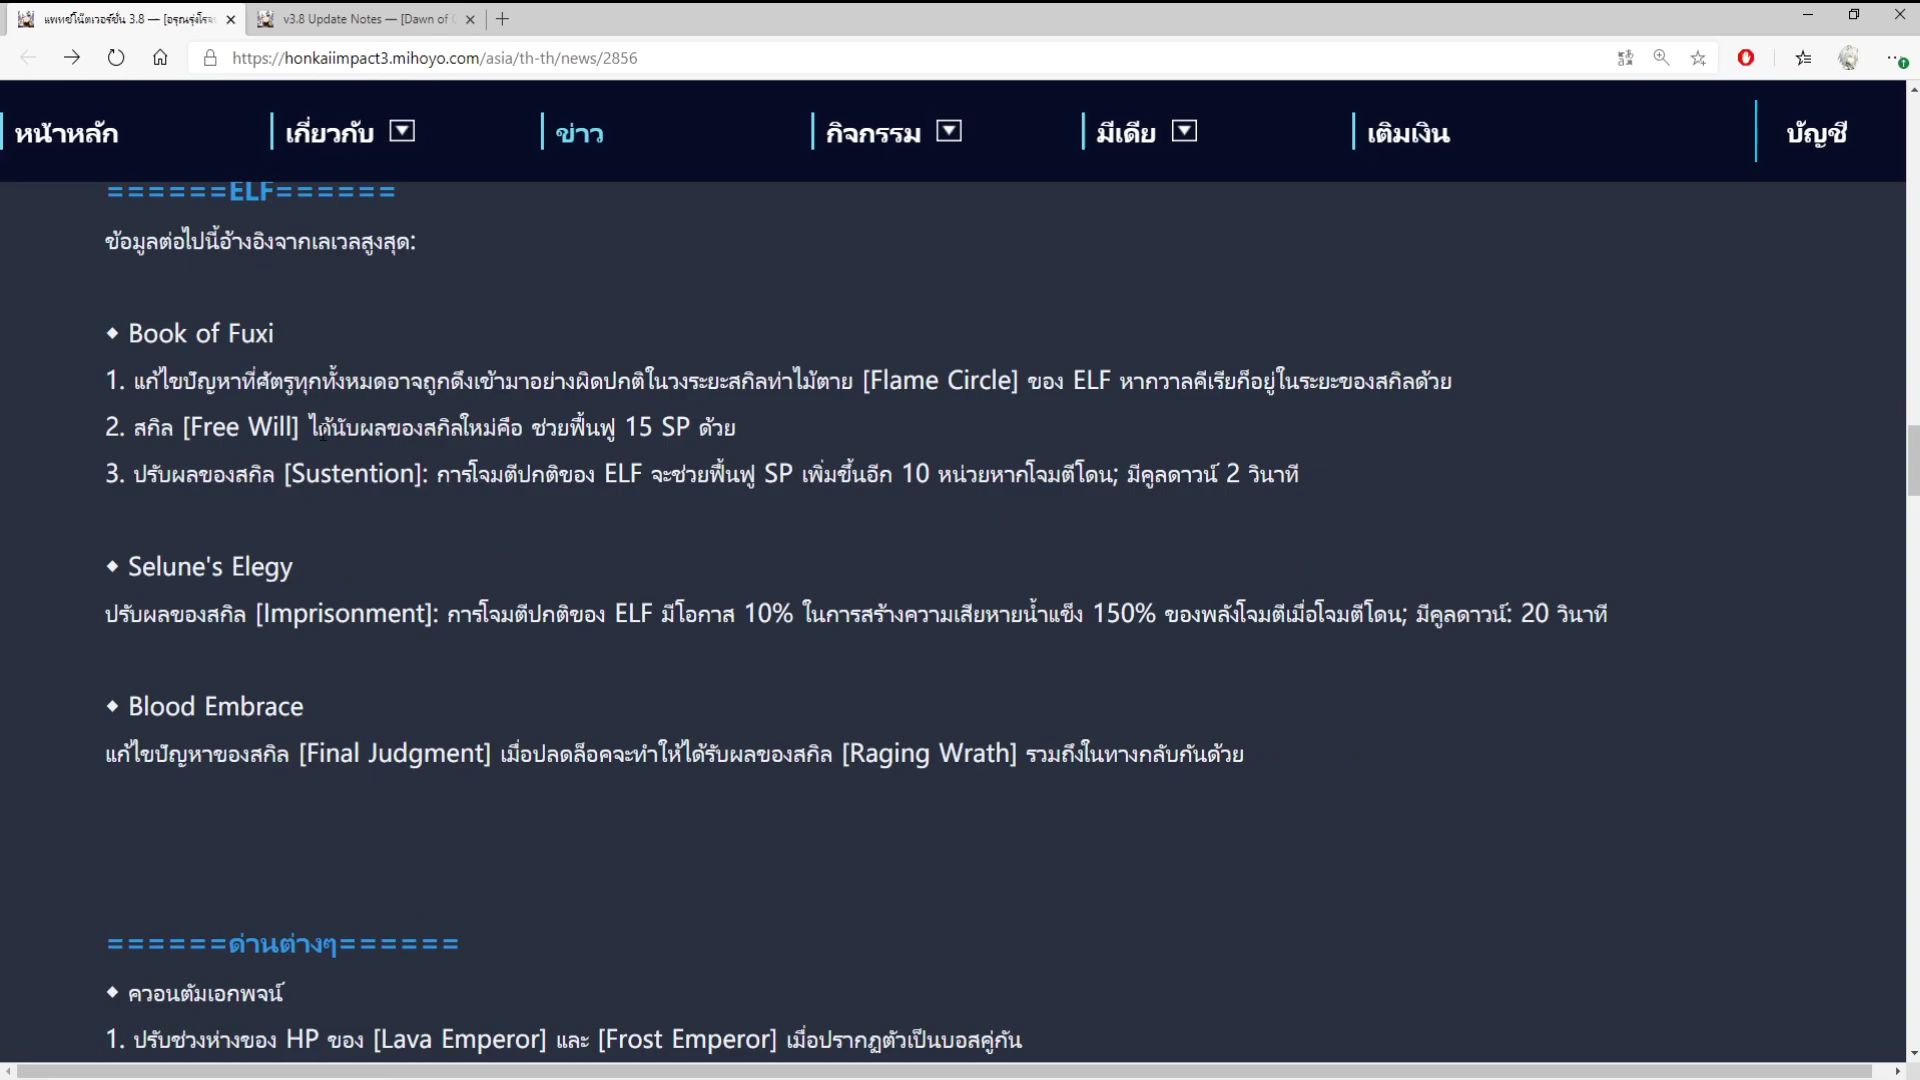 แพทช์โน๊ตเวอร์ชั่น 3.8 — [อรุณรุ่งโรจ
v3.8 Update Notes — [Dawn of
https://honkaiimpact3.mihoyo.com/asia/th-th/news/2856
หน้าหลัก เกี่ยวกับ ข่าว กิจกรรม มีเดีย เติมเงิน บัญชี
======ELF======
ข้อมูลต่อไปนี้อ้างอิงจากเลเวลสูงสุด:
◆ Book of Fuxi
1. แก้ไขปัญหาที่ศัตรูทุกทั้งหมดอาจถูกดึงเข้ามาอย่างผิดปกติในวงระยะสกิลท่าไม้ตาย [Flame Circle] ของ ELF หากวาลคีเรียก็อยู่ในระยะของสกิลด้วย
2. สกิล [Free Will] ได้นับผลของสกิลใหม่คือ ช่วยฟื้นฟู 15 SP ด้วย
3. ปรับผลของสกิล [Sustention]: การโจมตีปกติของ ELF จะช่วยฟื้นฟู SP เพิ่มขึ้นอีก 10 หน่วยหากโจมตีโดน; มีคูลดาวน์ 2 วินาที
◆ Selune's Elegy
ปรับผลของสกิล [Imprisonment]: การโจมตีปกติของ ELF มีโอกาส 10% ในการสร้างความเสียหายน้ำแข็ง 150% ของพลังโจมตีเมื่อโจมตีโดน; มีคูลดาวน์: 20 วินาที
◆ Blood Embrace
แก้ไขปัญหาของสกิล [Final Judgment] เมื่อปลดล็อคจะทำให้ได้รับผลของสกิล [Raging Wrath] รวมถึงในทางกลับกันด้วย
======ด่านต่างๆ======
◆ ควอนตัมเอกพจน์
1. ปรับช่วงห่างของ HP ของ [Lava Emperor] และ [Frost Emperor] เมื่อปรากฏตัวเป็นบอสคู่กัน